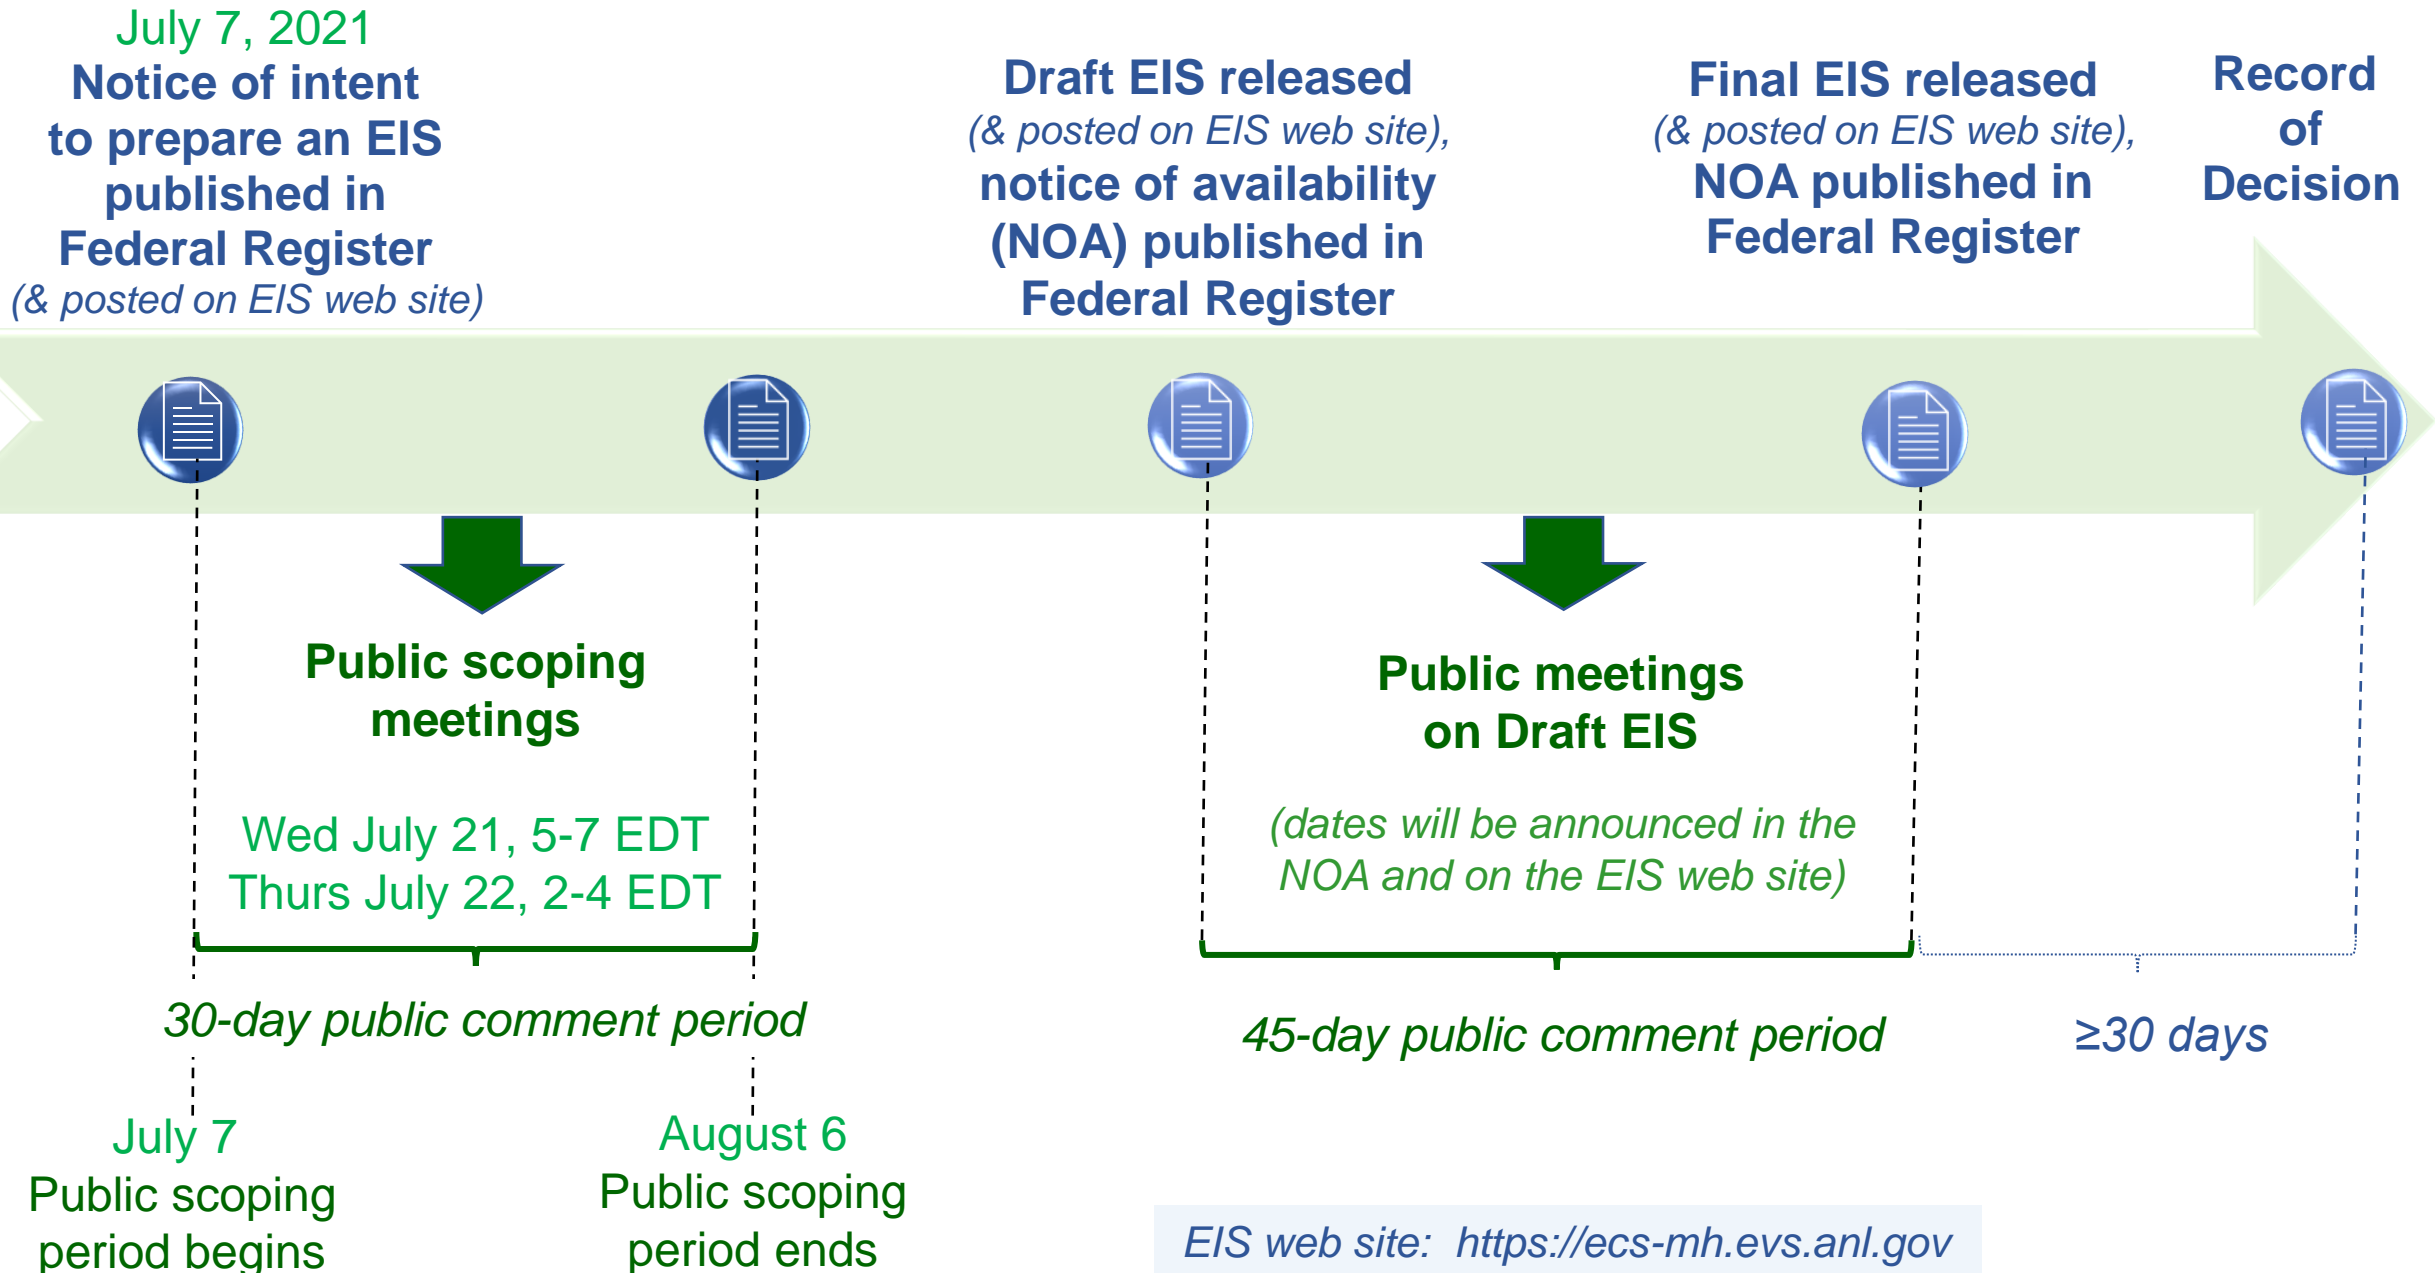 July 7, 2021
Notice of intent
to prepare an EIS
published in
Federal Register
(& posted on EIS web site)
Draft EIS released
(& posted on EIS web site),
notice of availability
(NOA) published in
Federal Register
Final EIS released
(& posted on EIS web site),
NOA published in
Federal Register
Record
of
Decision
Public scoping
meetings
Wed July 21, 5-7 EDT
Thurs July 22, 2-4 EDT
Public meetings
on Draft EIS
(dates will be announced in the
NOA and on the EIS web site)
30-day public comment period
45-day public comment period
≥30 days
July 7
Public scoping
period begins
August 6
Public scoping
period ends
EIS web site:  https://ecs-mh.evs.anl.gov